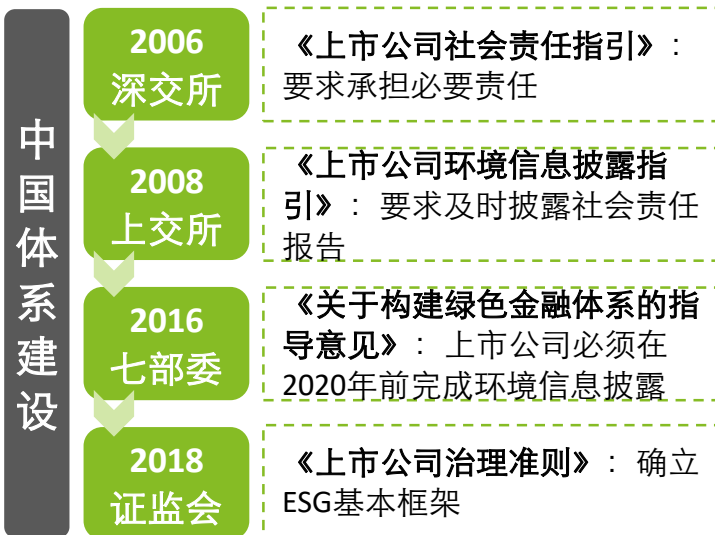 中国体系建设
2006
深交所
《上市公司社会责任指引》：
要求承担必要责任
2008
上交所
《上市公司环境信息披露指
引》：要求及时披露社会责任
报告
2016
七部委
《关于构建绿色金融体系的指
导意见》：上市公司必须在
2020年前完成环境信息披露
2018
证监会
《上市公司治理准则》：确立
ESG基本框架